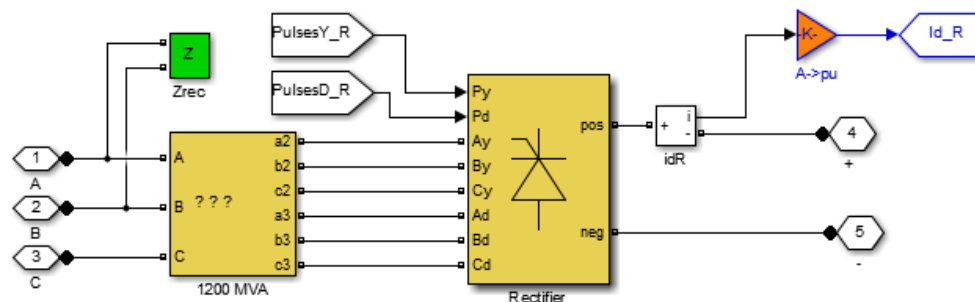 PulsesY_R
-K-
Id_R
A->pu
Z
Zrec
PulsesD_R
Py
Pd
pos
+
i
-
idR
4
+
1
A
A
a2
Ay
b2
By
2
B
B
? ? ?
c2
Cy
a3
Ad
neg
5
-
b3
Bd
3
C
C
c3
Cd
1200 MVA
Rectifier